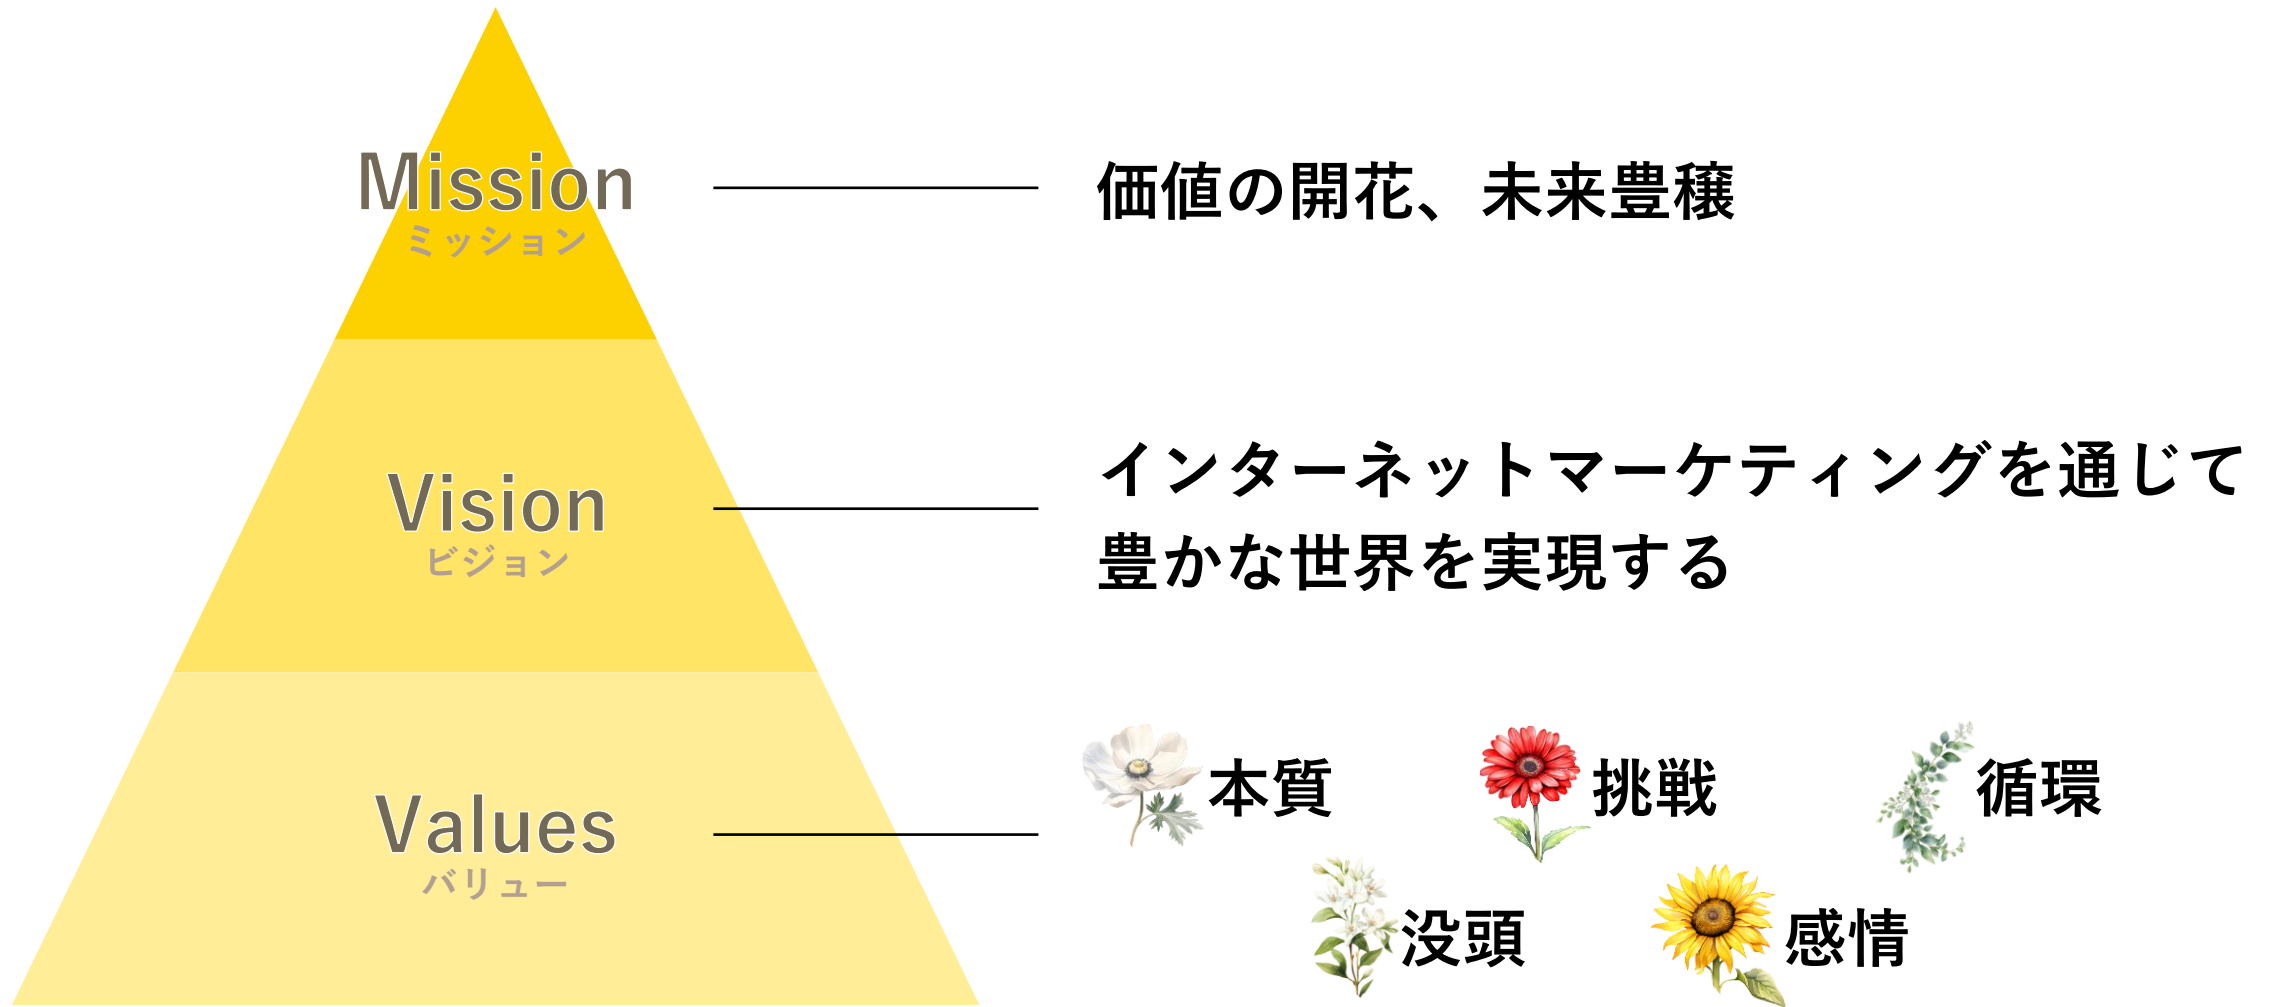 Mission
ミッション
価値の開花、未来豊穣
Vision
ビジョン
インターネットマーケティングを通じて
豊かな世界を実現する
Values
バリュー
本質
挑戦
循環
没頭
感情